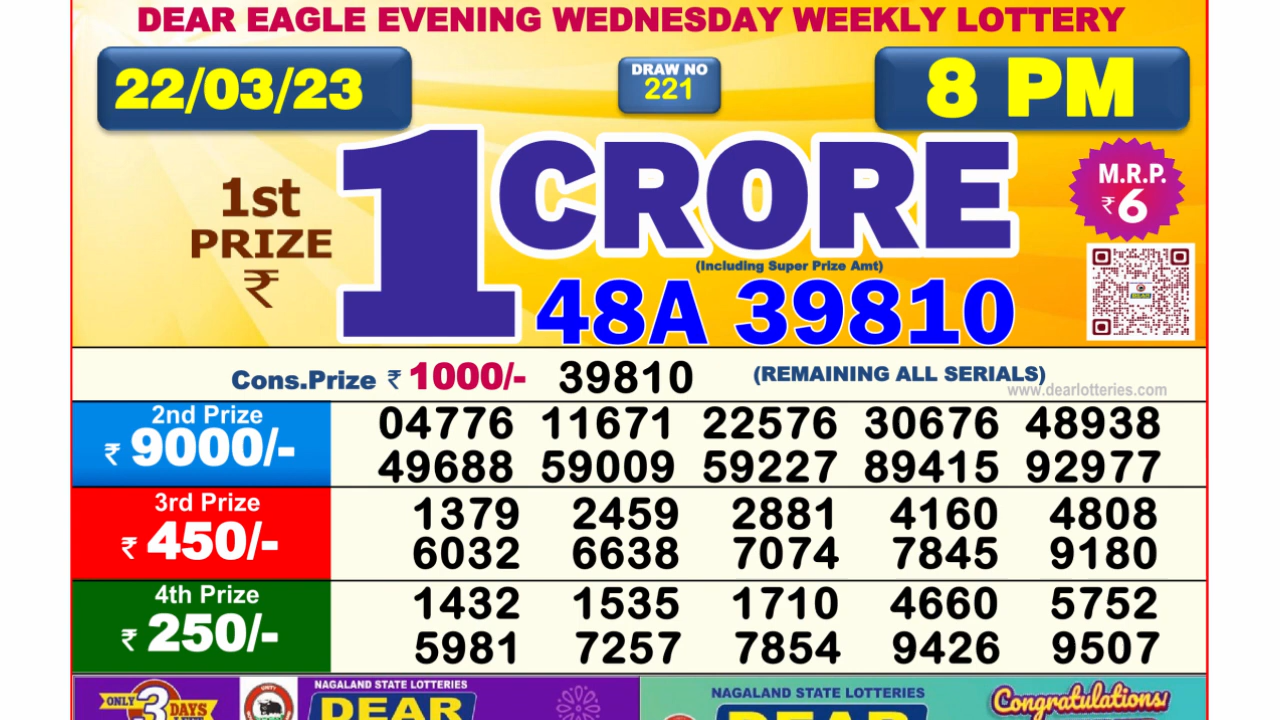 DEAR EAGLE EVENING WEDNESDAY WEEKLY LOTTERY
22/03/23
DRAW NO
221
8 PM
1st
PRIZE
₹
1 CRORE
(Including Super Prize Amt)
48A 39810
M.R.P.
₹ 6
Cons.Prize ₹ 1000/- 39810 (REMAINING ALL SERIALS)
www.dearlotteries.com
2nd Prize
₹ 9000/-
04776 11671 22576 30676 48938
49688 59009 59227 89415 92977
3rd Prize
₹ 450/-
1379 2459 2881 4160 4808
6032 6638 7074 7845 9180
4th Prize
₹ 250/-
1432 1535 1710 4660 5752
5981 7257 7854 9426 9507
ONLY
3 DAYS
NAGALAND STATE LOTTERIES
DEAR
NAGALAND STATE LOTTERIES
DEAR
Congratulations!